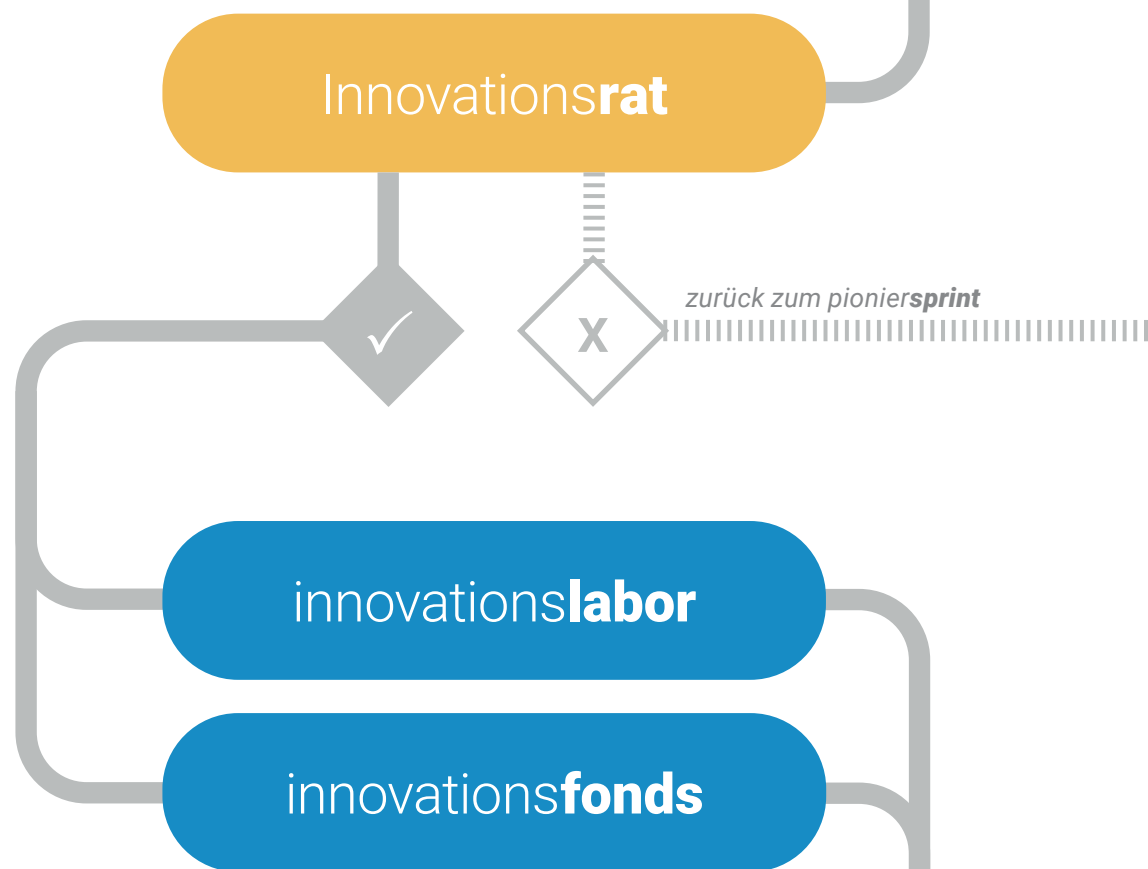 Innovationsrat
zurück zum pioniersprint
✓
X
innovationslabor
innovationsfonds